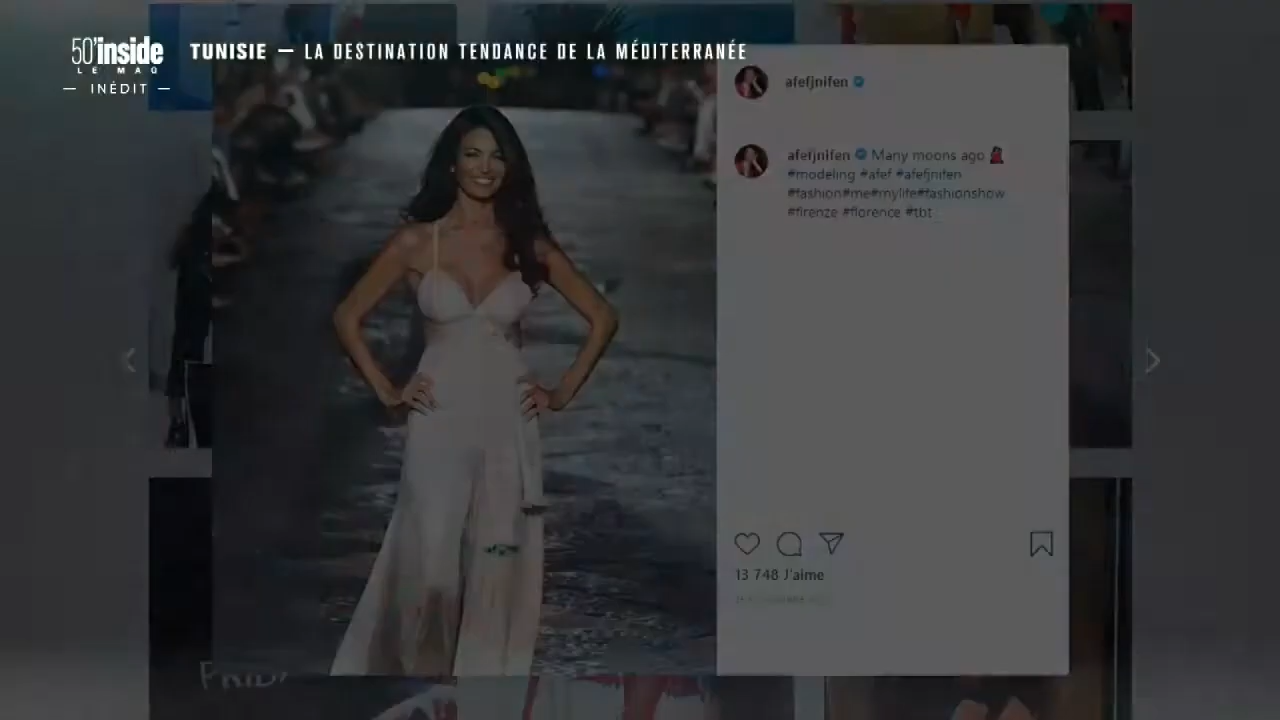 50'inside
LE MAG
— INÉDIT —
TUNISIE — LA DESTINATION TENDANCE DE LA MÉDITERRANÉE
afefjnifen
afefjnifen Many moons ago
#modeling #afef #afefjnifen
#fashion#me#mylife#fashionshow
#firenze #florence #tbt
13 748 J'aime